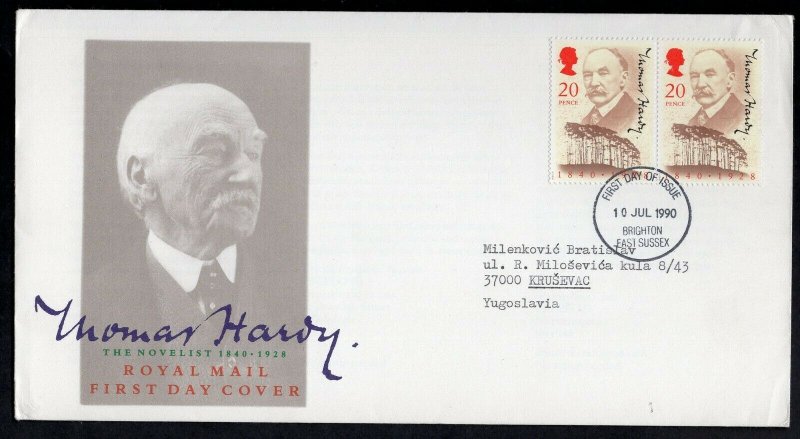 20
PENCE
Thomas Hardy.
1840 · 1928
20
PENCE
Thomas Hardy.
1840 · 1928
FIRST DAY OF ISSUE
10 JUL 1990
BRIGHTON
EAST SUSSEX
Milenković Bratislav
ul. R. Miloševića kula 8/43
37000 KRUŠEVAC
Yugoslavia
Thomas Hardy.
THE NOVELIST 1840 · 1928
ROYAL MAIL
FIRST DAY COVER